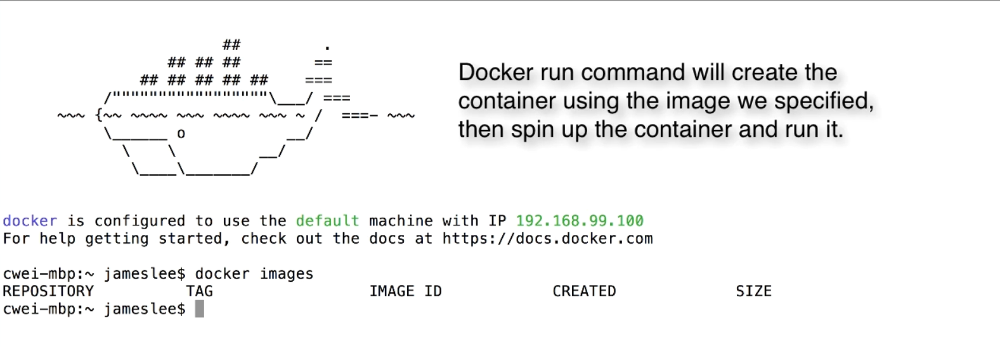 ##         .
                  ## ## ##        ==
               ## ## ## ## ##    ===
           /"""""""""""""""""\___/ ===
      ~~~ {~~ ~~~~ ~~~ ~~~~ ~~~ ~ /  ===- ~~~
           \______ o           __/
             \    \         __/
              \____\_______/
Docker run command will create the
container using the image we specified,
then spin up the container and run it.
docker is configured to use the default machine with IP 192.168.99.100
For help getting started, check out the docs at https://docs.docker.com
cwei-mbp:~ jameslee$ docker images
REPOSITORY          TAG                 IMAGE ID            CREATED             SIZE
cwei-mbp:~ jameslee$